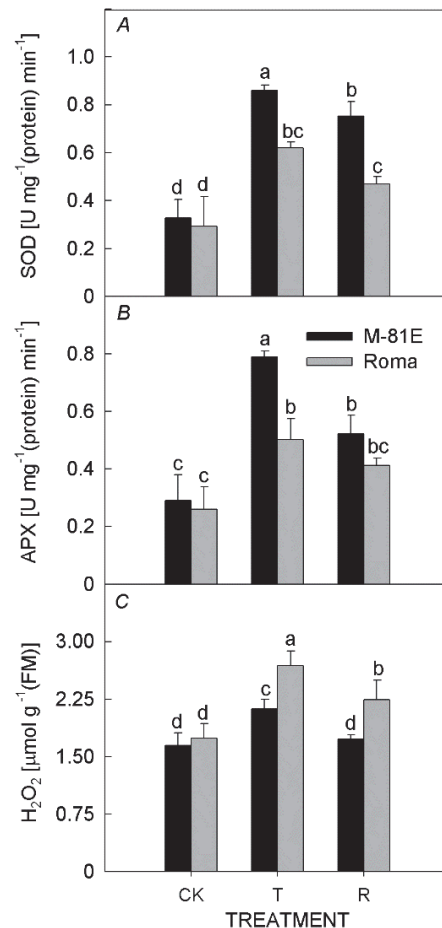 A
1.0
0.8
0.6
0.4
0.2
0
SOD [U mg⁻¹(protein) min⁻¹]
d d a bc b c
B
M-81E
Roma
0.8
0.6
0.4
0.2
0
APX [U mg⁻¹(protein) min⁻¹]
c c a b b bc
C
3.00
2.25
1.50
0.75
0
H₂O₂ [μmol g⁻¹(FM)]
d d c a d b
CK T R
TREATMENT